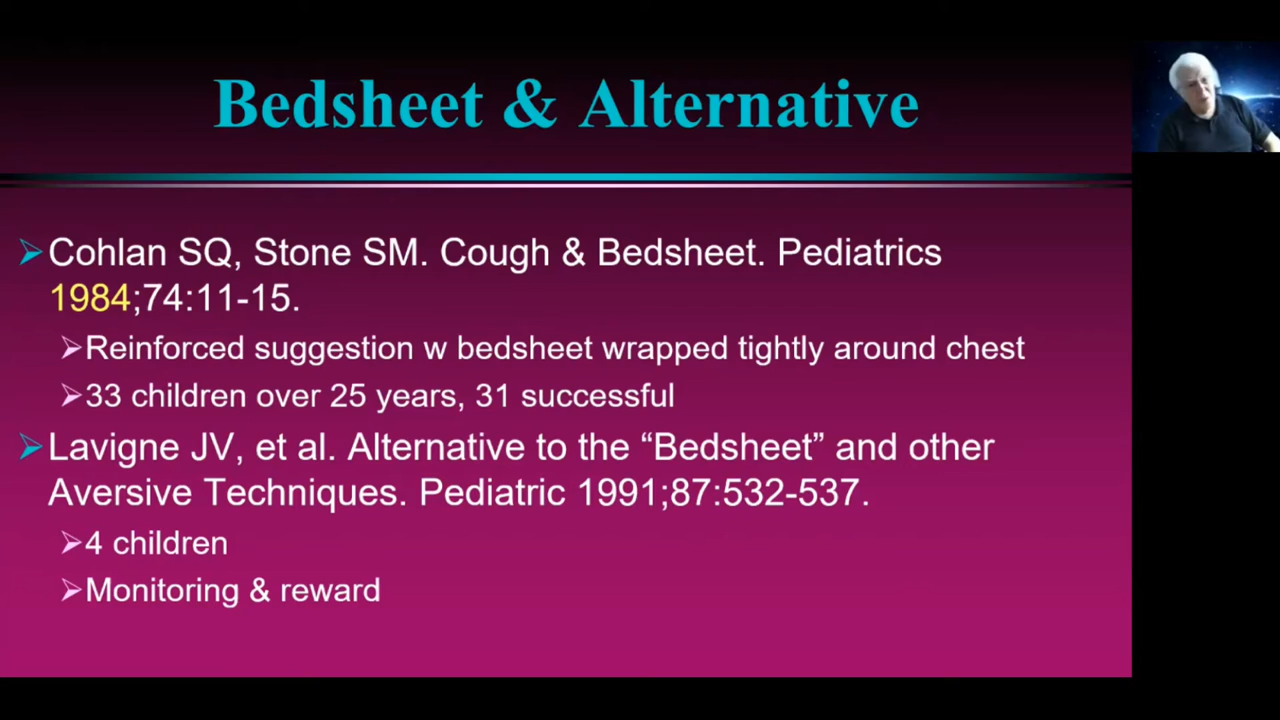 Bedsheet & Alternative
Cohlan SQ, Stone SM. Cough & Bedsheet. Pediatrics
1984;74:11-15.
Reinforced suggestion w bedsheet wrapped tightly around chest
33 children over 25 years, 31 successful
Lavigne JV, et al. Alternative to the “Bedsheet” and other
Aversive Techniques. Pediatric 1991;87:532-537.
4 children
Monitoring & reward